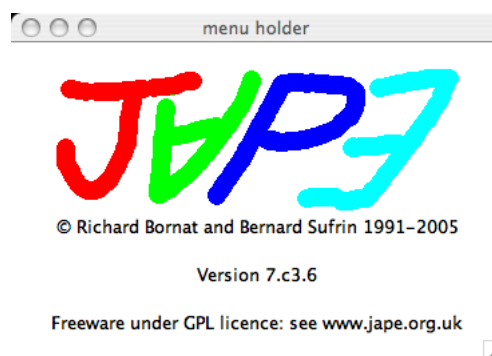 menu holder
J∀PƎ
© Richard Bornat and Bernard Sufrin 1991–2005
Version 7.c3.6
Freeware under GPL licence: see www.jape.org.uk